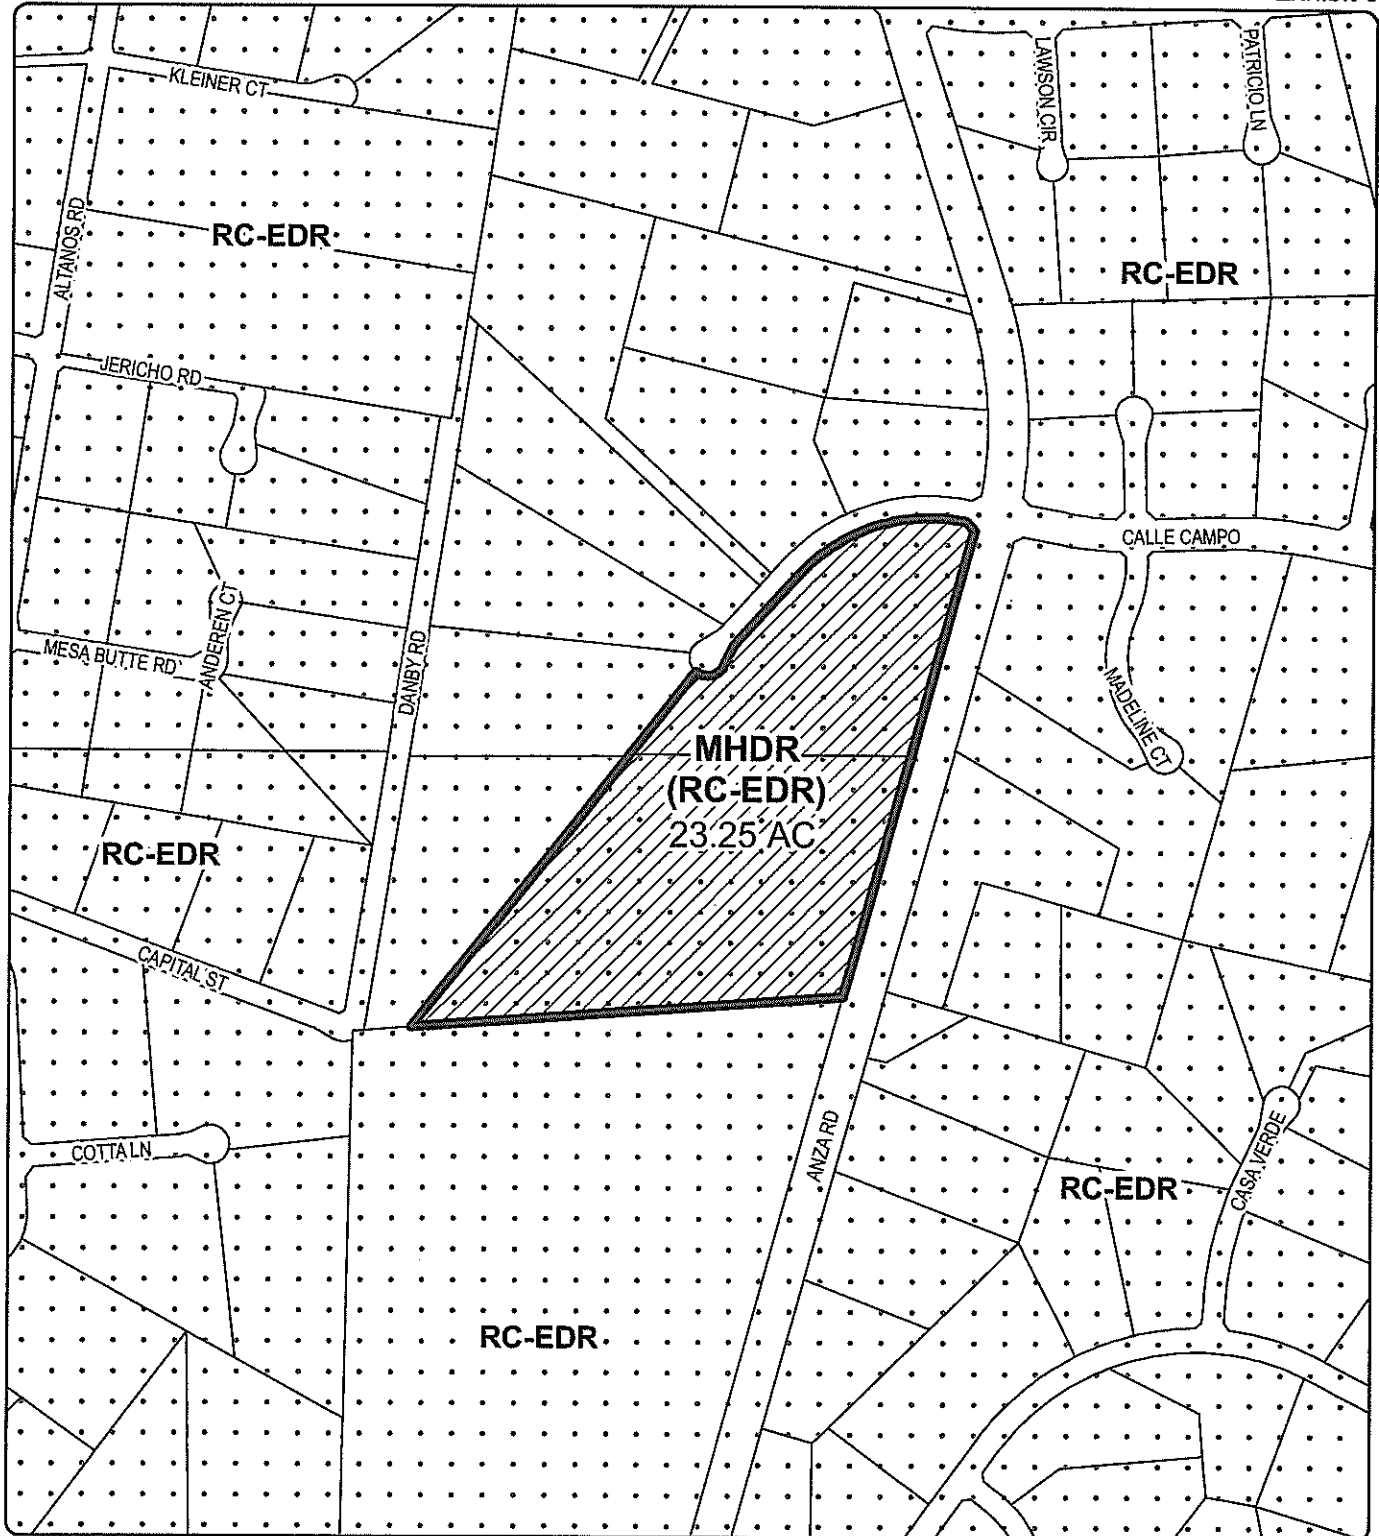 KLEINER CT
LAWSON CIR
PATRICIO LN
ALTANOS RD
RC-EDR
RC-EDR
JERICHO RD
CALLE CAMPO
ANDEREN CT
MESA BUTTE RD
DANBY RD
MADELINE CT
MHDR
(RC-EDR)
23.25 AC
RC-EDR
CAPITAL ST
COTTA LN
ANZA RD
CASA VERDE
RC-EDR
RC-EDR